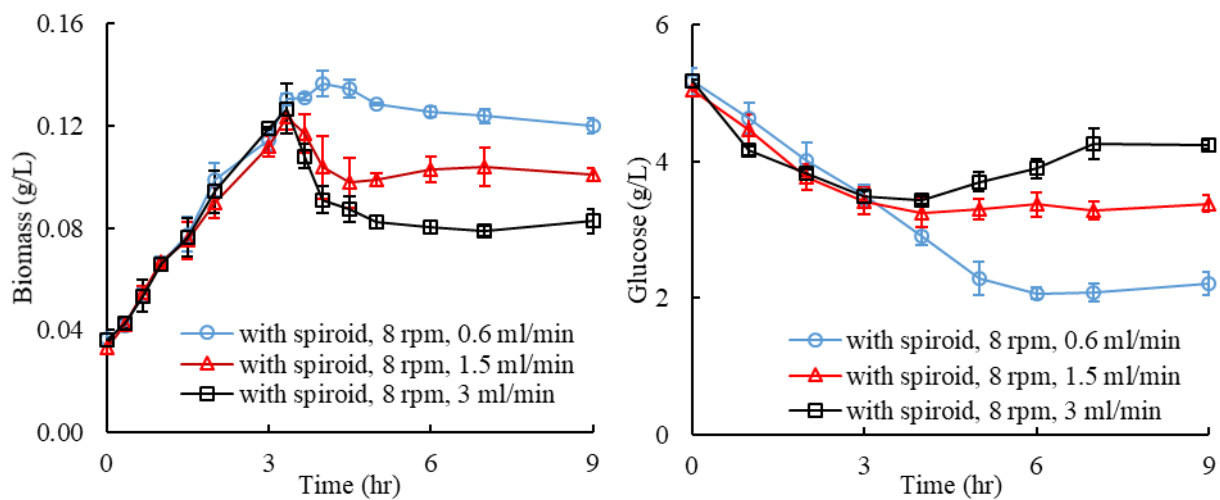 0.16
0.12
0.08
0.04
0.00
Biomass (g/L)
with spiroid, 8 rpm, 0.6 ml/min
with spiroid, 8 rpm, 1.5 ml/min
with spiroid, 8 rpm, 3 ml/min
0 3 6 9
Time (hr)
6
4
2
0
Glucose (g/L)
with spiroid, 8 rpm, 0.6 ml/min
with spiroid, 8 rpm, 1.5 ml/min
with spiroid, 8 rpm, 3 ml/min
0 3 6 9
Time (hr)